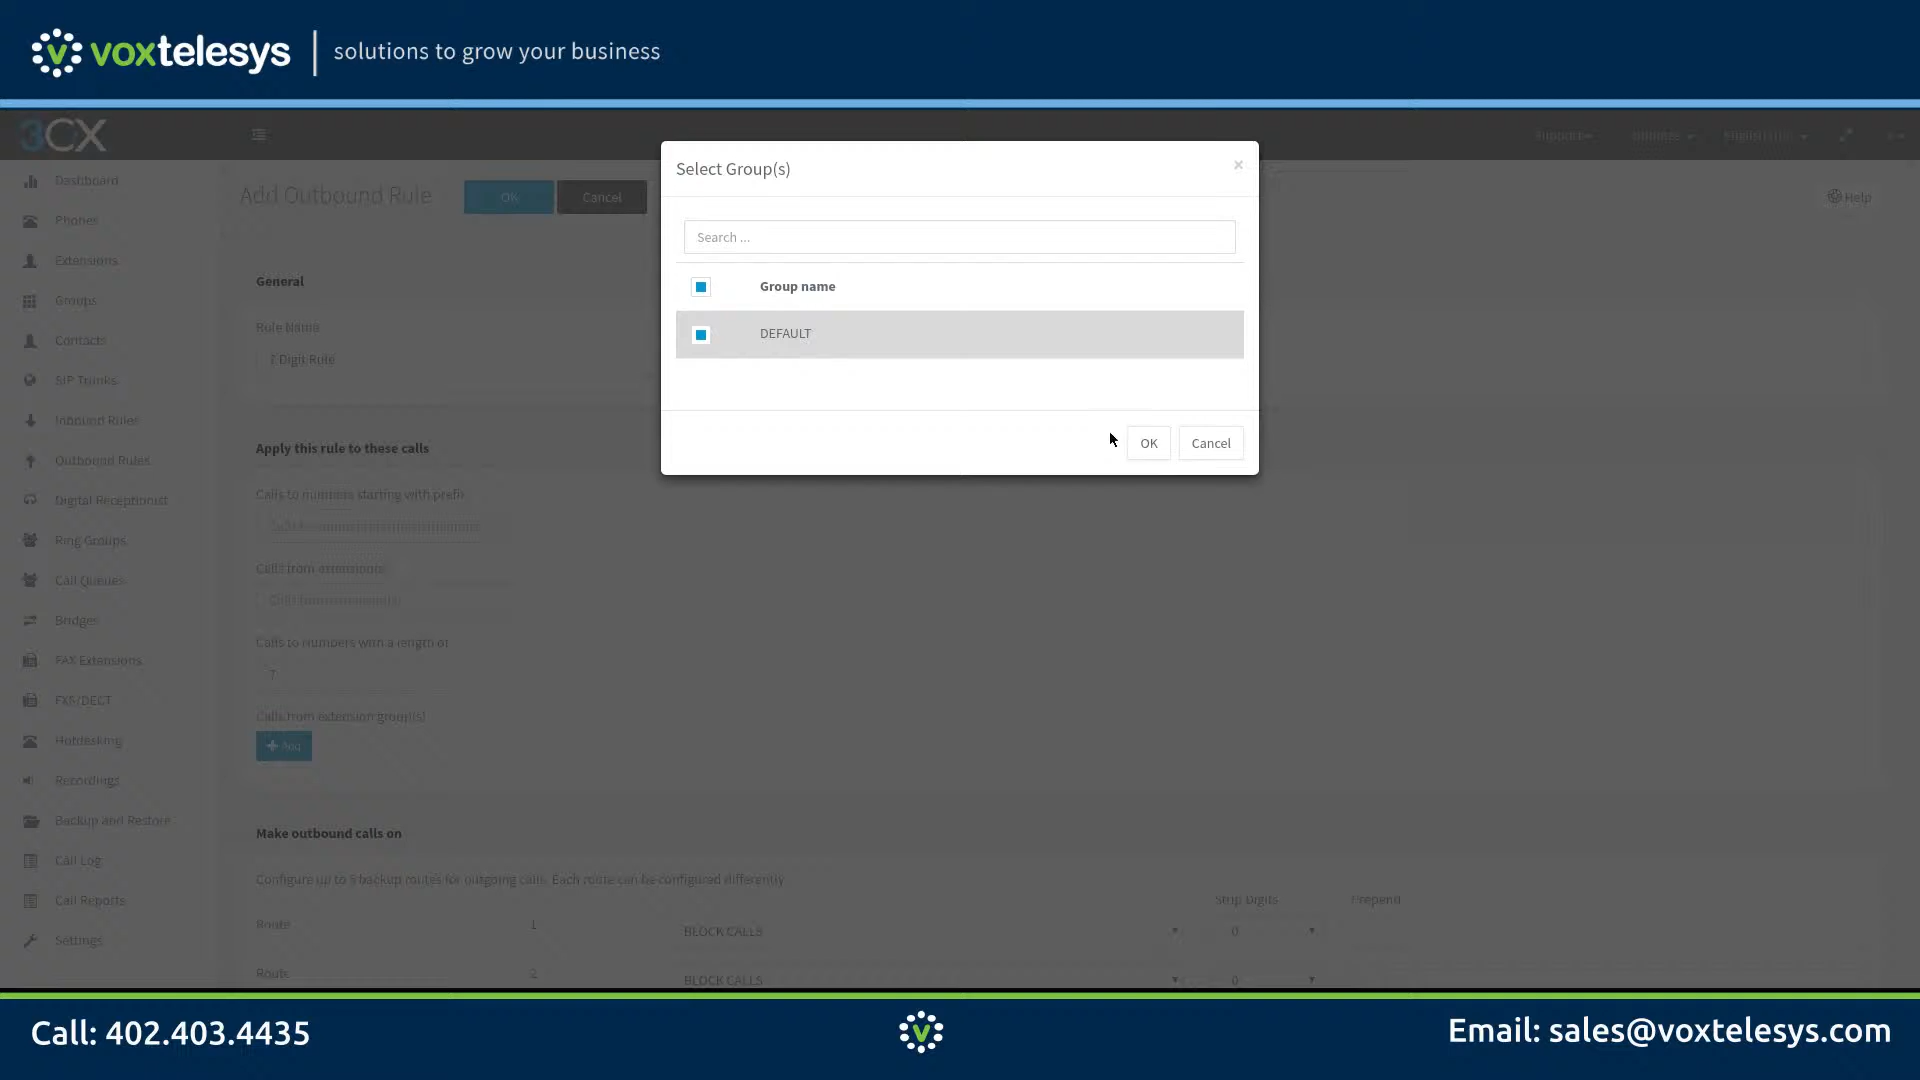 voxtelesys
solutions to grow your business
3CX
Support
Updates
Select Group(s)
×
Add Outbound Rule
OK
Cancel
Help
Search ...
Group name
DEFAULT
OK
Cancel
Dashboard
Phones
Extensions
Groups
Contacts
SIP Trunks
Inbound Rules
Outbound Rules
Digital Receptionist
Ring Groups
Call Queues
Bridges
FAX Extensions
FXS/DECT
Hotdesking
Recordings
Backup and Restore
Call Log
Call Reports
Settings
General
Rule Name
7 Digit Rule
Apply this rule to these calls
Calls to numbers starting with prefix
Calls from extensions
Calls to Numbers with a length of
7
Calls from extension group(s)
Add
Make outbound calls on
Configure up to 5 backup routes for outgoing calls. Each route can be configured differently
Strip Digits
Prepend
Route 1 BLOCK CALLS 0
Route 2 BLOCK CALLS 0
Call: 402.403.4435
v
Email: sales@voxtelesys.com